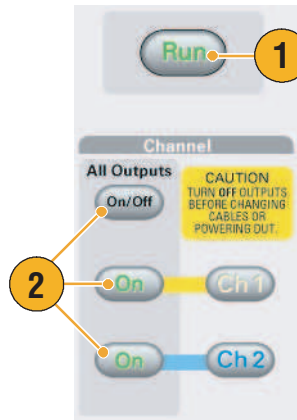 Run
1
Channel
All Outputs
On/Off
CAUTION
TURN OFF OUTPUTS
BEFORE CHANGING
CABLES OR
POWERING OUT.
2
On
Ch 1
On
Ch 2